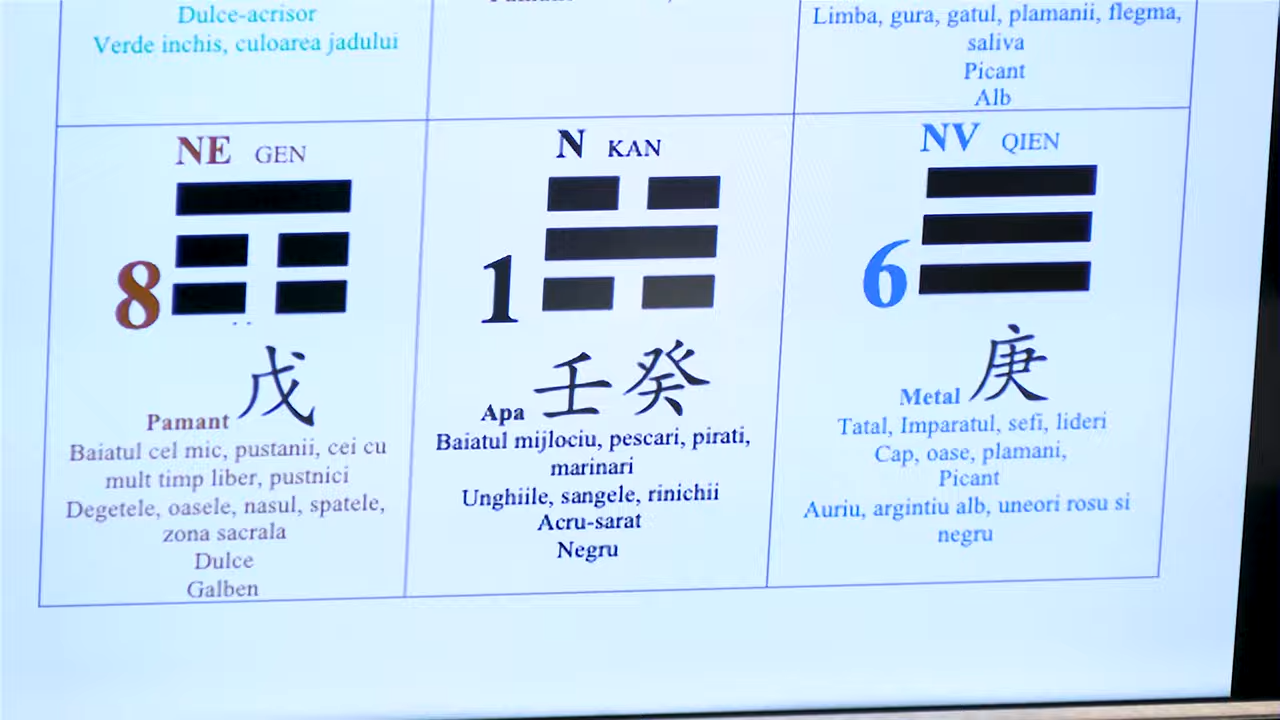 Dulce-acrisor
Verde inchis, culoarea jadului
Limba, gura, gatul, plamanii, flegma,
saliva
Picant
Alb
NE GEN
8
戊
Pamant
Baiatul cel mic, pustanii, cei cu
mult timp liber, pustnici
Degetele, oasele, nasul, spatele,
zona sacrala
Dulce
Galben
N KAN
1
壬癸
Apa
Baiatul mijlociu, pescari, pirati,
marinari
Unghiile, sangele, rinichii
Acru-sarat
Negru
NV QIEN
6
庚
Metal
Tatal, Imparatul, sefi, lideri
Cap, oase, plamani,
Picant
Auriu, argintiu alb, uneori rosu si
negru